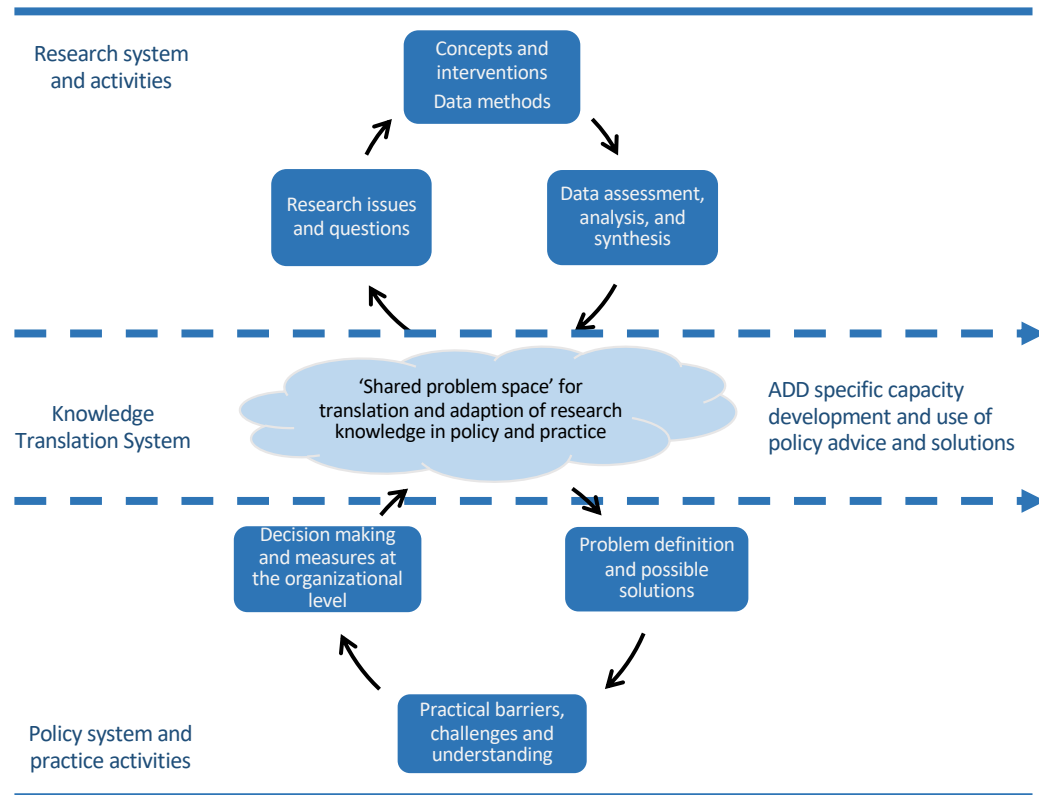 Research system
and activities
Concepts and
interventions
Data methods
Research issues
and questions
Data assessment,
analysis, and
synthesis
Knowledge
Translation System
‘Shared problem space’ for
translation and adaption of research
knowledge in policy and practice
ADD specific capacity
development and use of
policy advice and solutions
Decision making
and measures at
the organizational
level
Problem definition
and possible
solutions
Policy system and
practice activities
Practical barriers,
challenges and
understanding